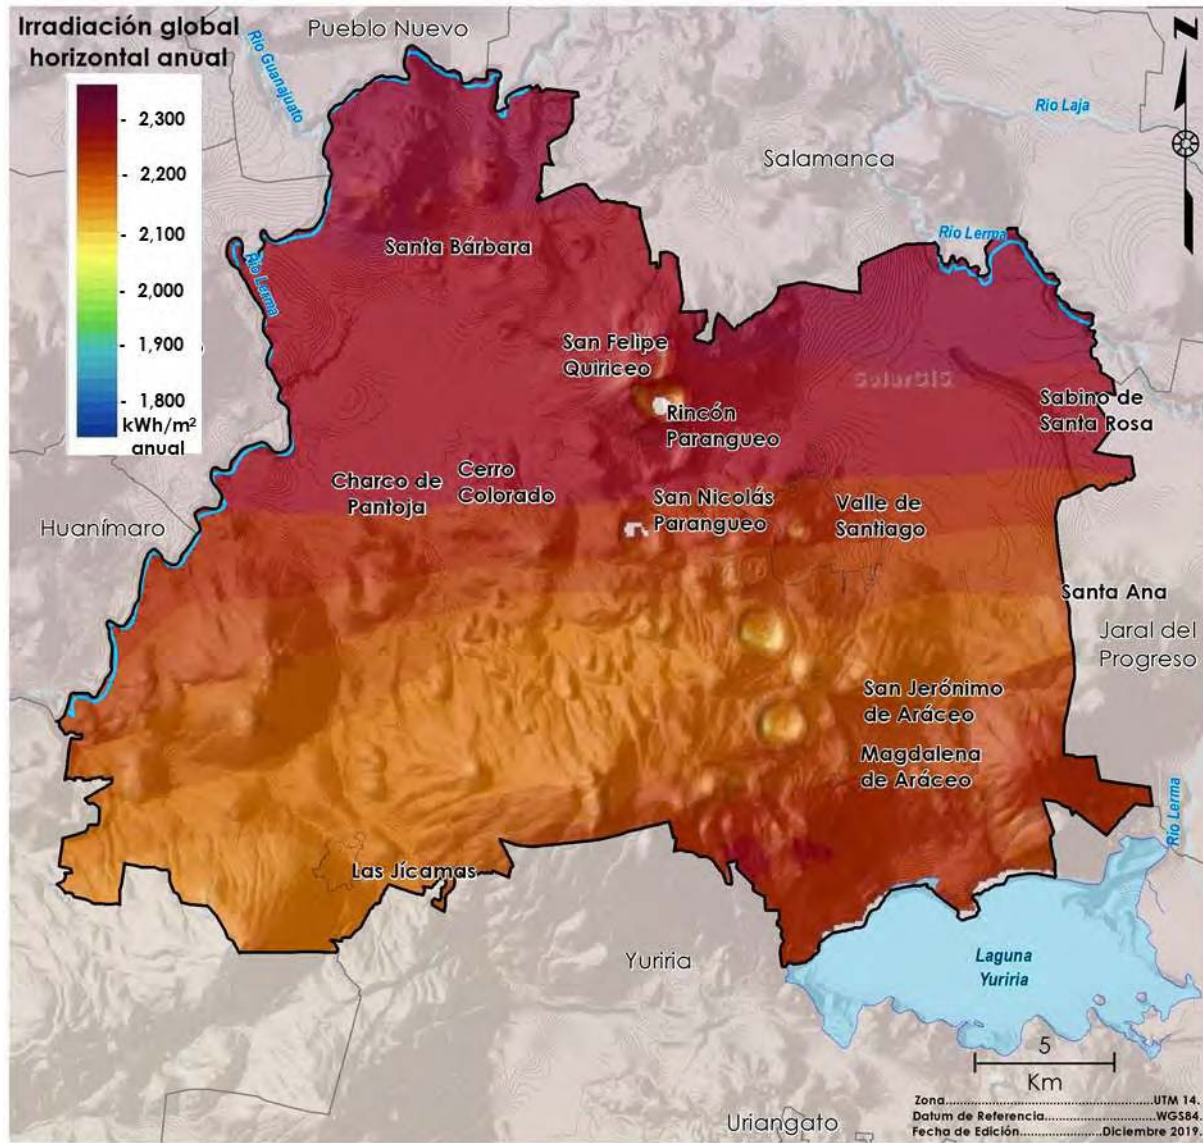 Irradiación global
horizontal anual
- 2,300
- 2,200
- 2,100
- 2,000
- 1,900
- 1,800
kWh/m²
anual
Pueblo Nuevo
Río Guanajuato
N
Río Laja
Salamanca
Río Lerma
Santa Bárbara
Río Lerma
San Felipe
Quiriceo
SolarGIS
Rincón
Parangueo
Sabino de
Santa Rosa
Charco de
Pantoja
Cerro
Colorado
San Nicolás
Parangueo
Valle de
Santiago
Huanímaro
Santa Ana
Jaral del
Progreso
San Jerónimo
de Aráceo
Magdalena
de Aráceo
Río Lerma
Las Jícamas
Yuriria
Laguna
Yuriria
5
Km
Uriangato
Zona..............................................UTM 14.
Datum de Referencia......................WGS84.
Fecha de Edición..................Diciembre 2019